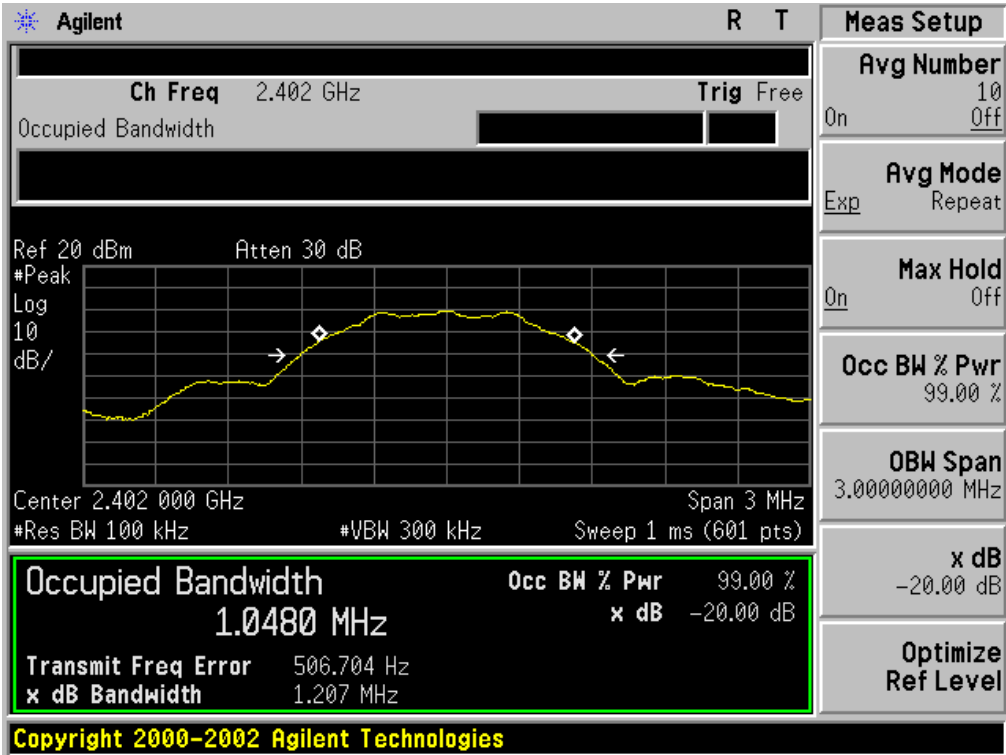 Agilent R T
Ch Freq 2.402 GHz Trig Free
Occupied Bandwidth
Ref 20 dBm Atten 30 dB
#Peak
Log
10
dB/
Center 2.402 000 GHz Span 3 MHz
#Res BW 100 kHz #VBW 300 kHz Sweep 1 ms (601 pts)
Occupied Bandwidth
1.0480 MHz
Occ BW % Pwr 99.00 %
x dB -20.00 dB
Transmit Freq Error 506.704 Hz
x dB Bandwidth 1.207 MHz
Copyright 2000-2002 Agilent Technologies
Meas Setup
Avg Number
10
On Off
Avg Mode
Exp Repeat
Max Hold
On Off
Occ BW % Pwr
99.00 %
OBW Span
3.00000000 MHz
x dB
-20.00 dB
Optimize
Ref Level